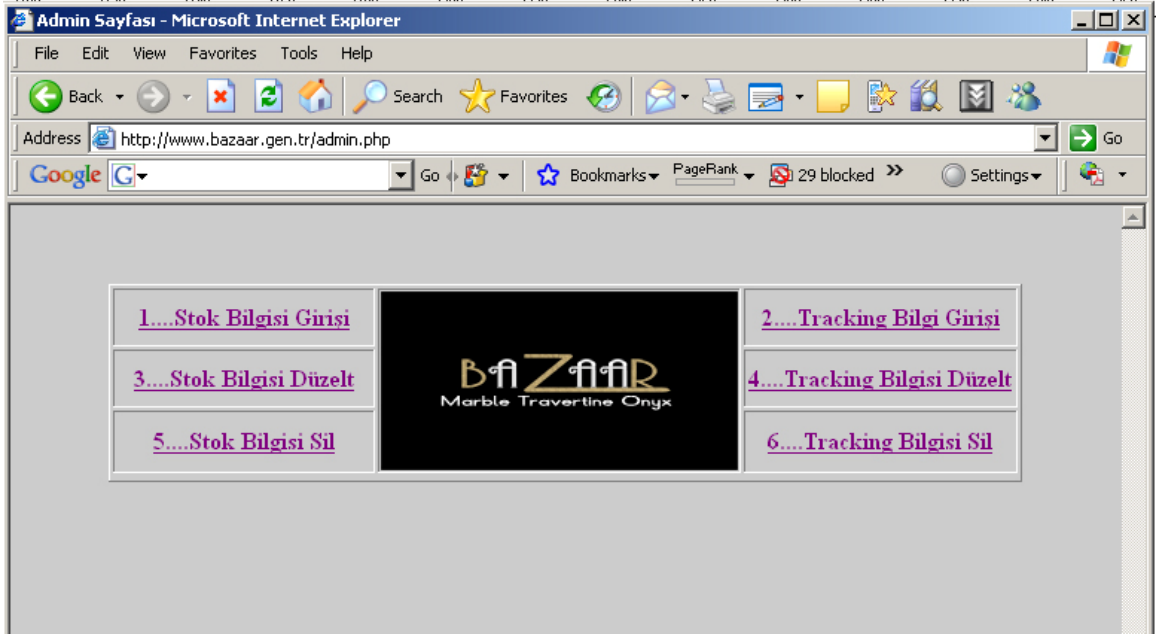 Admin Sayfası - Microsoft Internet Explorer
File Edit View Favorites Tools Help
Back Search Favorites
Address http://www.bazaar.gen.tr/admin.php Go
Google G Go Bookmarks PageRank 29 blocked Settings
1....Stok Bilgisi Girişi
2....Tracking Bilgi Girişi
3....Stok Bilgisi Düzelt
BAZAAR
Marble Travertine Onyx
4....Tracking Bilgisi Düzelt
5....Stok Bilgisi Sil
6....Tracking Bilgisi Sil